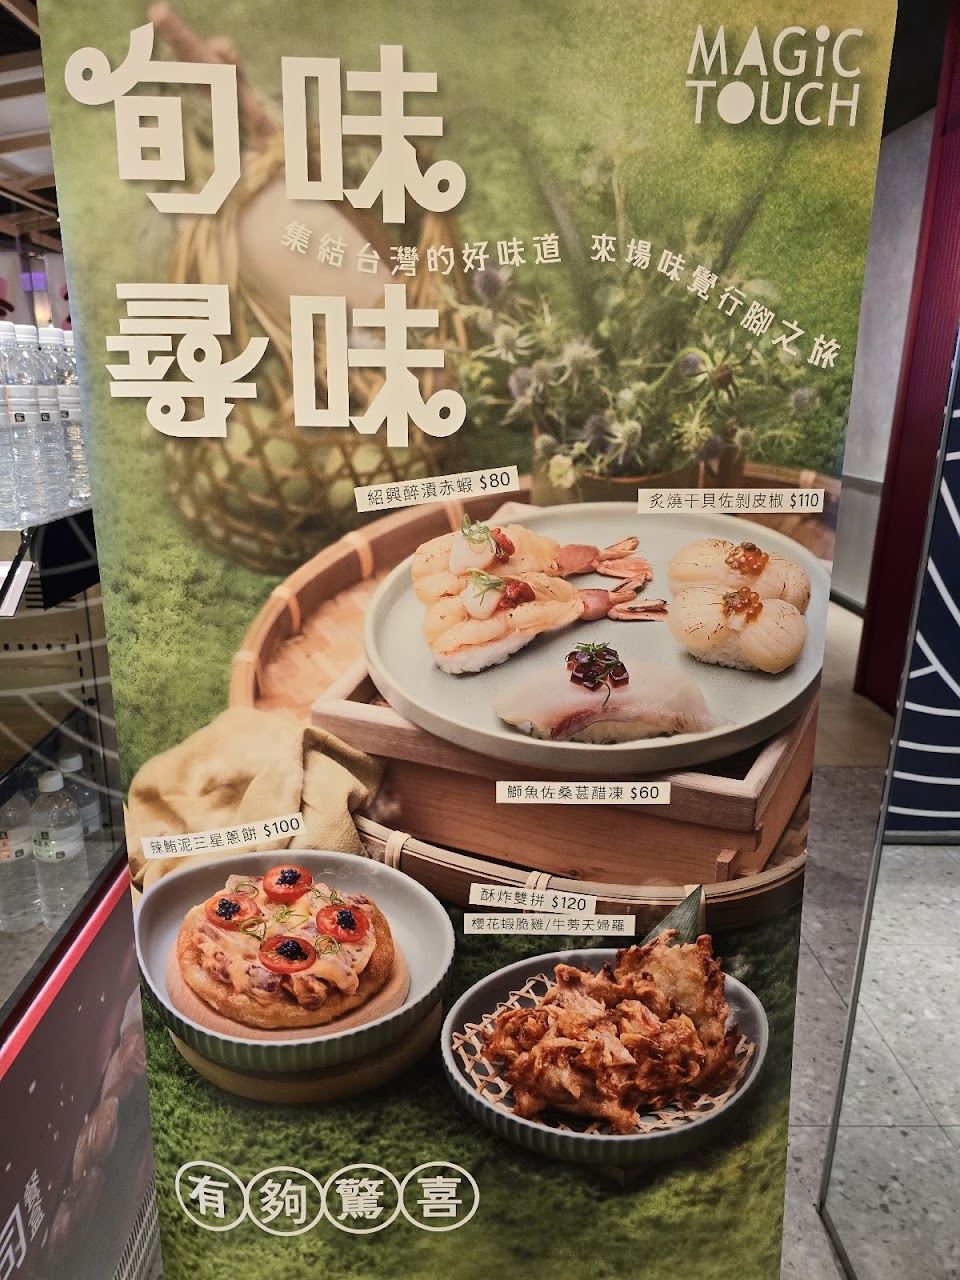 旬味
MAGiC
TOUCH
集結台灣的好味道 來場味覺行腳之旅
尋味
紹興醉漬赤蝦 $80
炙燒干貝佐剝皮椒 $110
鰤魚佐桑葚醋凍 $60
辣鮪泥三星蔥餅 $100
酥炸雙拼 $120
櫻花蝦脆雞/牛蒡天婦羅
有夠驚喜